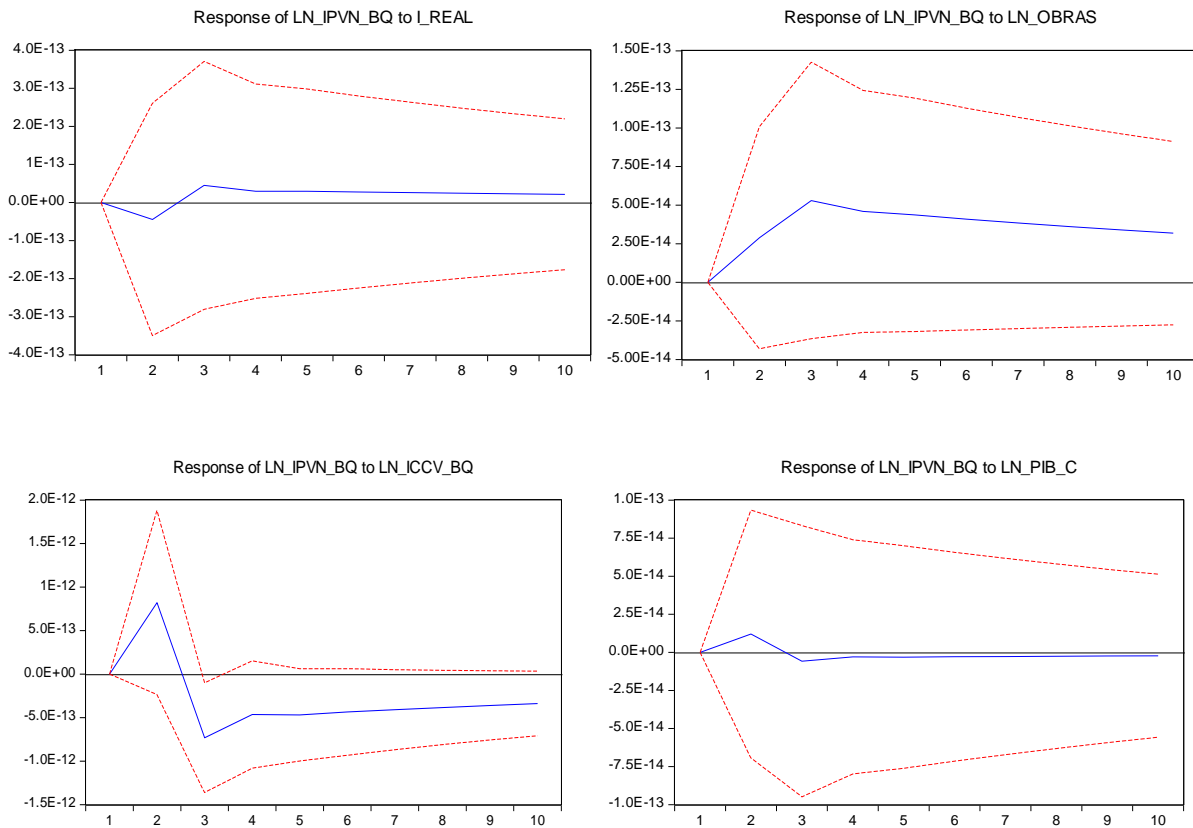 Response of LN_IPVN_BQ to I_REAL
4.0E-13
3.0E-13
2.0E-13
1E-13
0.0E+00
-1.0E-13
-2.0E-13
-3.0E-13
-4.0E-13
1 2 3 4 5 6 7 8 9 10
Response of LN_IPVN_BQ to LN_OBRAS
1.50E-13
1.25E-13
1.00E-13
7.50E-14
5.00E-14
2.50E-14
0.00E+00
-2.50E-14
-5.00E-14
1 2 3 4 5 6 7 8 9 10
Response of LN_IPVN_BQ to LN_ICCV_BQ
2.0E-12
1.5E-12
1E-12
5.0E-13
0.0E+00
-5.0E-13
-1.0E-12
-1.5E-12
1 2 3 4 5 6 7 8 9 10
Response of LN_IPVN_BQ to LN_PIB_C
1.0E-13
7.5E-14
5.0E-14
2.5E-14
0.0E+00
-2.5E-14
-5.0E-14
-7.5E-14
-1.0E-13
1 2 3 4 5 6 7 8 9 10